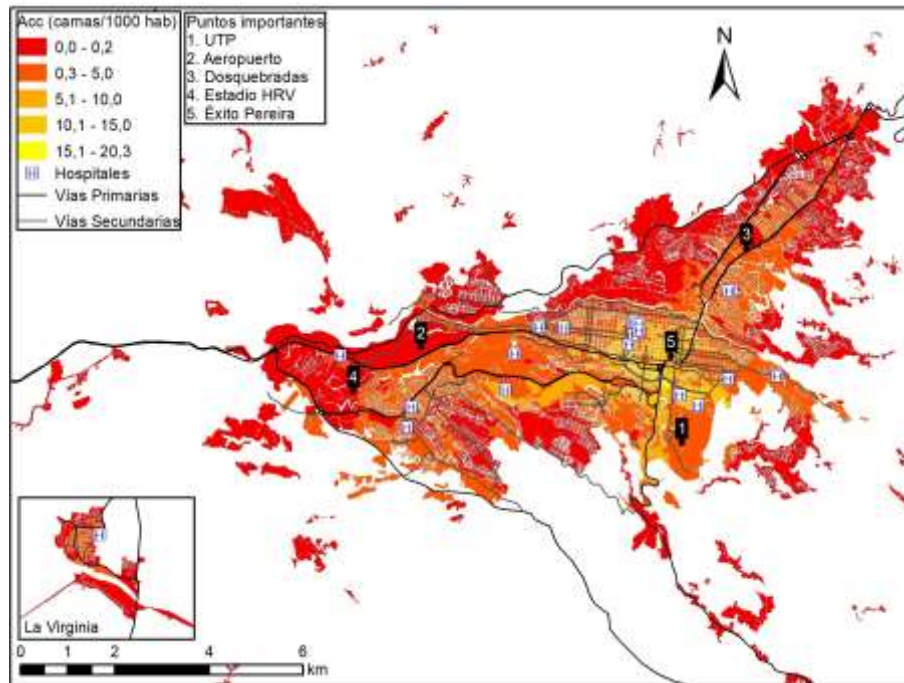 Acc (camas/1000 hab)
0,0 - 0,2
0,3 - 5,0
5,1 - 10,0
10,1 - 15,0
15,1 - 20,3
H Hospitales
Vías Primarias
Vías Secundarias
Puntos importantes
1. UTP
2. Aeropuerto
3. Dosquebradas
4. Estadio HRV
5. Éxito Pereira
N
3
2
5
4
1
La Virginia
0 1 2 4 6
km